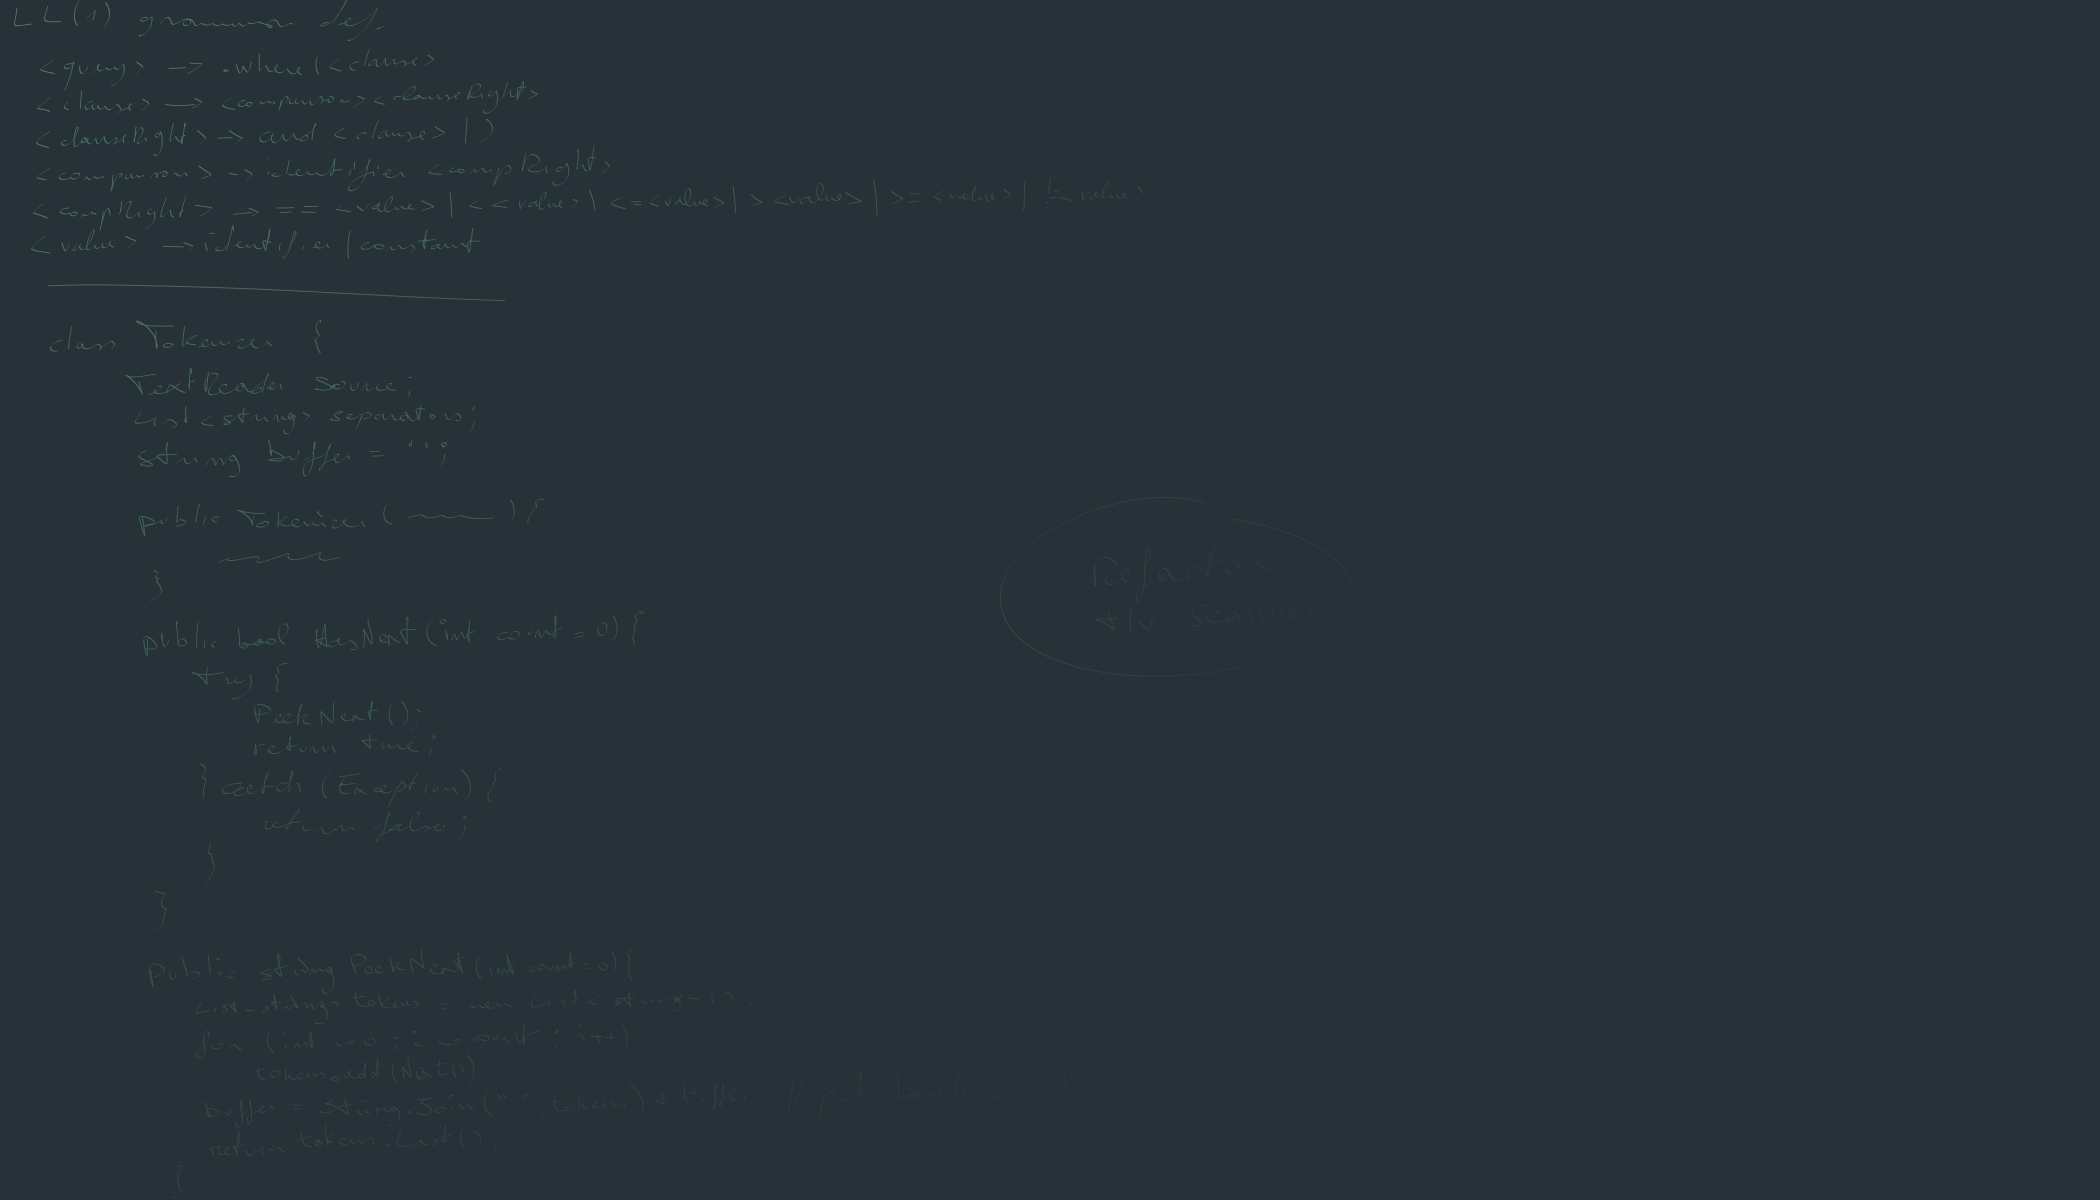 LL(1) grammar def.
<query> -> .where(<clause>
<clause> -> <comparison><clauseRight>
<clauseRight> -> and <clause> | )
<comparison> -> identifier <compRight>
<compRight> -> == <value> | < <value> | <= <value> | > <value> | >= <value> | != <value>
<value> -> identifier | constant
class Tokenizer {
TextReader source;
List<string> separators;
string buffer = "";
public Tokenizer ( ) {
}
public bool HasNext (int count = 0) {
try {
PeekNext ();
return true;
} catch (Exception) {
return false;
}
}
public string PeekNext (int count = 0) {
List<string> tokens = new List<string>();
for (int i=0 ; i <= count ; i++)
tokens.add (Next())
buffer = string.Join (" ", tokens) + buffer // put back
return tokens.Last();
}
Refactor
the scanner